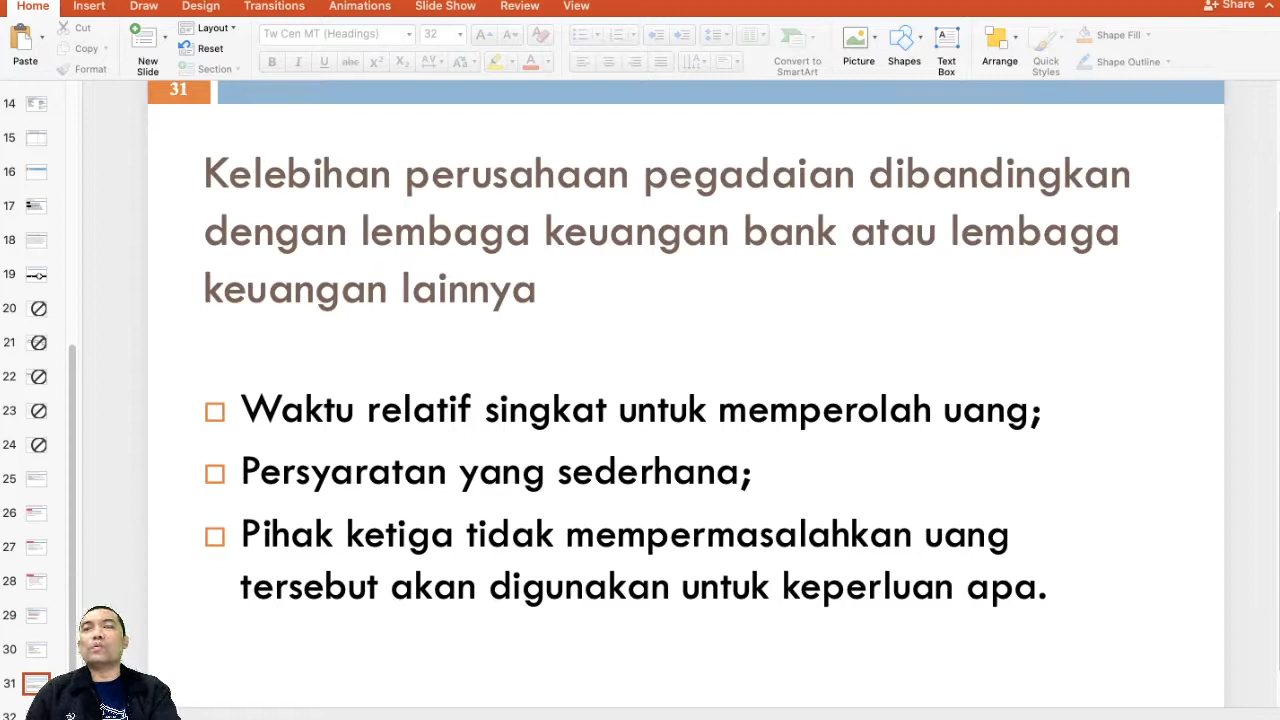 Home Insert Draw Design Transitions Animations Slide Show Review View Share
Cut Layout Tw Cen MT (Headings) 32 Shape Fill
Copy Reset
Paste Format New Slide Section B I U abc Convert to SmartArt Picture Shapes Text Box Arrange Quick Styles Shape Outline
31
14
15
16
17
18
19
20
21
22
23
24
25
26
27
28
29
30
31
32
Kelebihan perusahaan pegadaian dibandingkan
dengan lembaga keuangan bank atau lembaga
keuangan lainnya
Waktu relatif singkat untuk memperolah uang;
Persyaratan yang sederhana;
Pihak ketiga tidak mempermasalahkan uang
tersebut akan digunakan untuk keperluan apa.